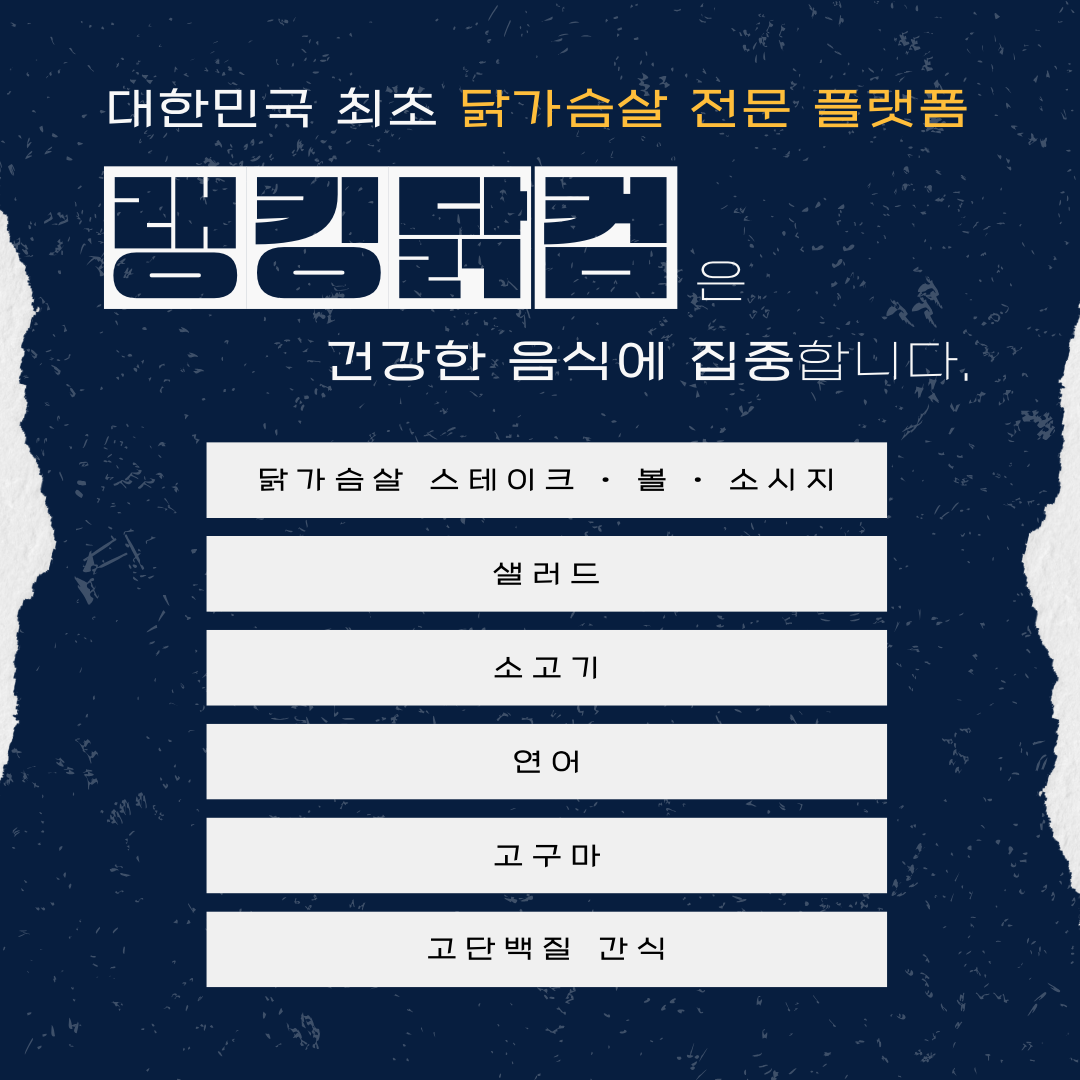 대한민국 최초 닭가슴살 전문 플랫폼
랭킹닭컴 은
건강한 음식에 집중합니다.
닭가슴살 스테이크 · 볼 · 소시지
샐러드
소고기
연어
고구마
고단백질 간식